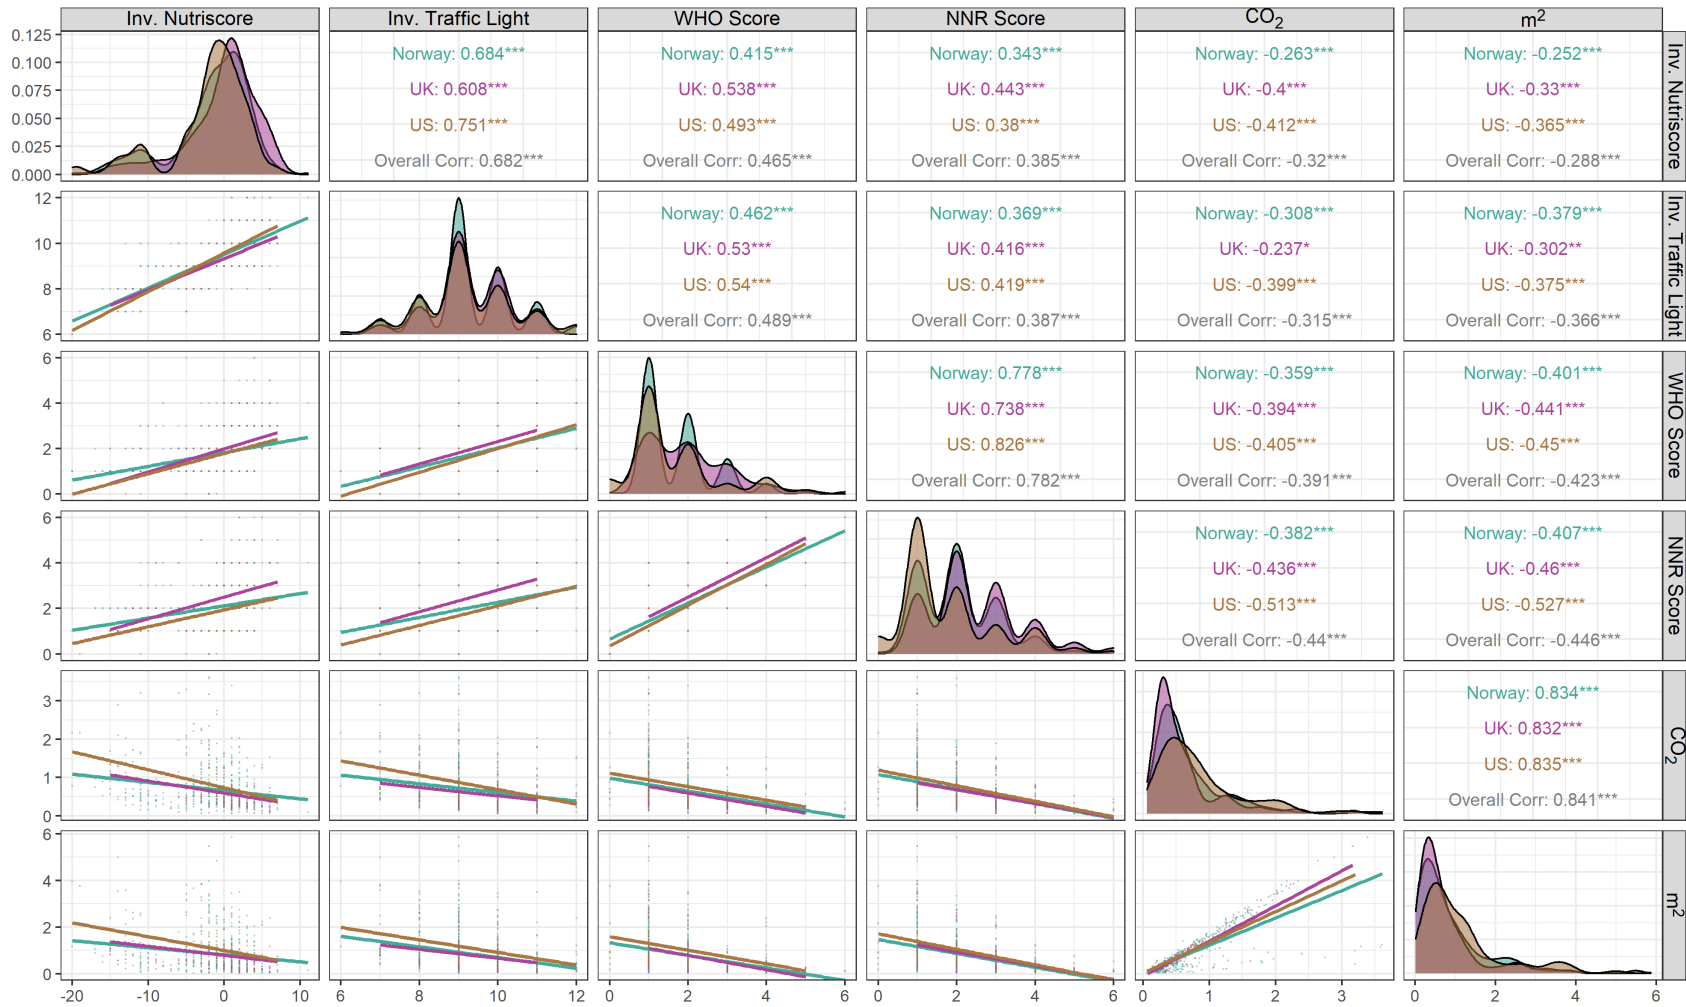 Inv. Nutriscore
Inv. Traffic Light
WHO Score
NNR Score
CO2
m2
0.125
0.100
0.075
0.050
0.025
0.000
Norway: 0.684***
UK: 0.608***
US: 0.751***
Overall Corr: 0.682***
Norway: 0.415***
UK: 0.538***
US: 0.493***
Overall Corr: 0.465***
Norway: 0.343***
UK: 0.443***
US: 0.38***
Overall Corr: 0.385***
Norway: -0.263***
UK: -0.4***
US: -0.412***
Overall Corr: -0.32***
Norway: -0.252***
UK: -0.33***
US: -0.365***
Overall Corr: -0.288***
Inv. Nutriscore
12
10
8
6
Norway: 0.462***
UK: 0.53***
US: 0.54***
Overall Corr: 0.489***
Norway: 0.369***
UK: 0.416***
US: 0.419***
Overall Corr: 0.387***
Norway: -0.308***
UK: -0.237*
US: -0.399***
Overall Corr: -0.315***
Norway: -0.379***
UK: -0.302**
US: -0.375***
Overall Corr: -0.366***
Inv. Traffic Light
6
4
2
0
Norway: 0.778***
UK: 0.738***
US: 0.826***
Overall Corr: 0.782***
Norway: -0.359***
UK: -0.394***
US: -0.405***
Overall Corr: -0.391***
Norway: -0.401***
UK: -0.441***
US: -0.45***
Overall Corr: -0.423***
WHO Score
6
4
2
0
Norway: -0.382***
UK: -0.436***
US: -0.513***
Overall Corr: -0.44***
Norway: -0.407***
UK: -0.46***
US: -0.527***
Overall Corr: -0.446***
NNR Score
3
2
1
0
Norway: 0.834***
UK: 0.832***
US: 0.835***
Overall Corr: 0.841***
CO2
6
4
2
0
m2
-20 -10 0 10
6 8 10 12
0 2 4 6
0 2 4 6
0 1 2 3
0 2 4 6